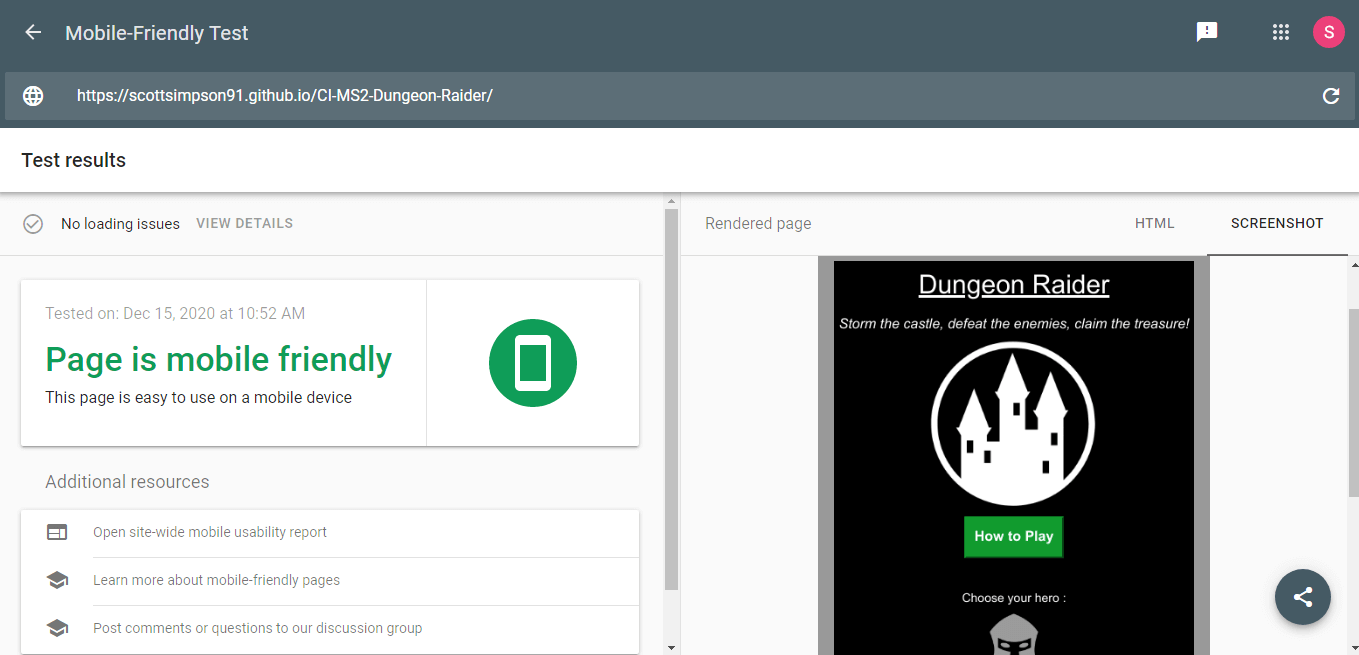 Mobile-Friendly Test
S
https://scottsimpson91.github.io/CI-MS2-Dungeon-Raider/
Test results
No loading issues VIEW DETAILS
Tested on: Dec 15, 2020 at 10:52 AM
Page is mobile friendly
This page is easy to use on a mobile device
Additional resources
Open site-wide mobile usability report
Learn more about mobile-friendly pages
Post comments or questions to our discussion group
Rendered page HTML SCREENSHOT
Dungeon Raider
Storm the castle, defeat the enemies, claim the treasure!
How to Play
Choose your hero :